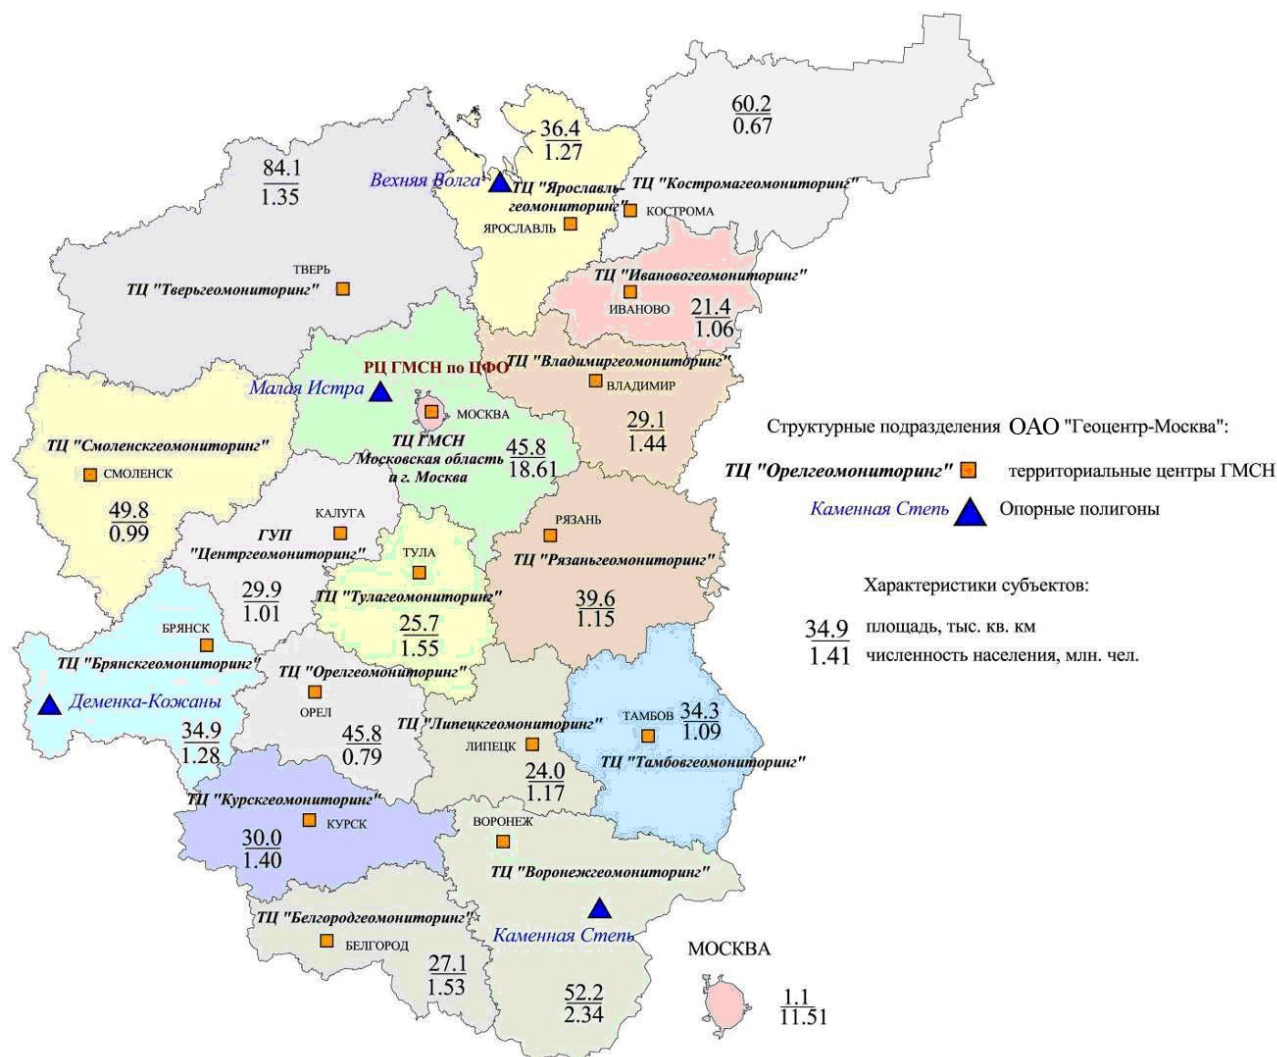 60.2
0.67
36.4
1.27
84.1
1.35
Вехняя Волга
ТЦ "Ярославль-
геомониторинг"
ЯРОСЛАВЛЬ
ТЦ "Костромагеомониторинг"
КОСТРОМА
ТВЕРЬ
ТЦ "Тверьгеомониторинг"
ТЦ "Ивановогеомониторинг"
ИВАНОВО
21.4
1.06
РЦ ГМСН по ЦФО
Малая Истра
МОСКВА
ТЦ ГМСН
Московская область
и г. Москва
45.8
18.61
ТЦ "Владимиргеомониторинг"
ВЛАДИМИР
29.1
1.44
ТЦ "Смоленскгеомониторинг"
СМОЛЕНСК
49.8
0.99
КАЛУГА
ГУП
"Центргеомониторинг"
29.9
1.01
ТУЛА
ТЦ "Тулагеомониторинг"
25.7
1.55
РЯЗАНЬ
ТЦ "Рязаньгеомониторинг"
39.6
1.15
БРЯНСК
ТЦ "Брянскгеомониторинг"
Деменка-Кожаны
34.9
1.28
ТЦ "Орелгеомониторинг"
ОРЕЛ
45.8
0.79
ТЦ "Липецкгеомониторинг"
ЛИПЕЦК
24.0
1.17
ТАМБОВ
34.3
1.09
ТЦ "Тамбовгеомониторинг"
ТЦ "Курскгеомониторинг"
КУРСК
30.0
1.40
ВОРОНЕЖ
ТЦ "Воронежгеомониторинг"
Каменная Степь
52.2
2.34
ТЦ "Белгородгеомониторинг"
БЕЛГОРОД
27.1
1.53
МОСКВА
1.1
11.51
Структурные подразделения ОАО "Геоцентр-Москва":
ТЦ "Орелгеомониторинг" территориальные центры ГМСН
Каменная Степь Опорные полигоны
Характеристики субъектов:
34.9 площадь, тыс. кв. км
1.41 численность населения, млн. чел.